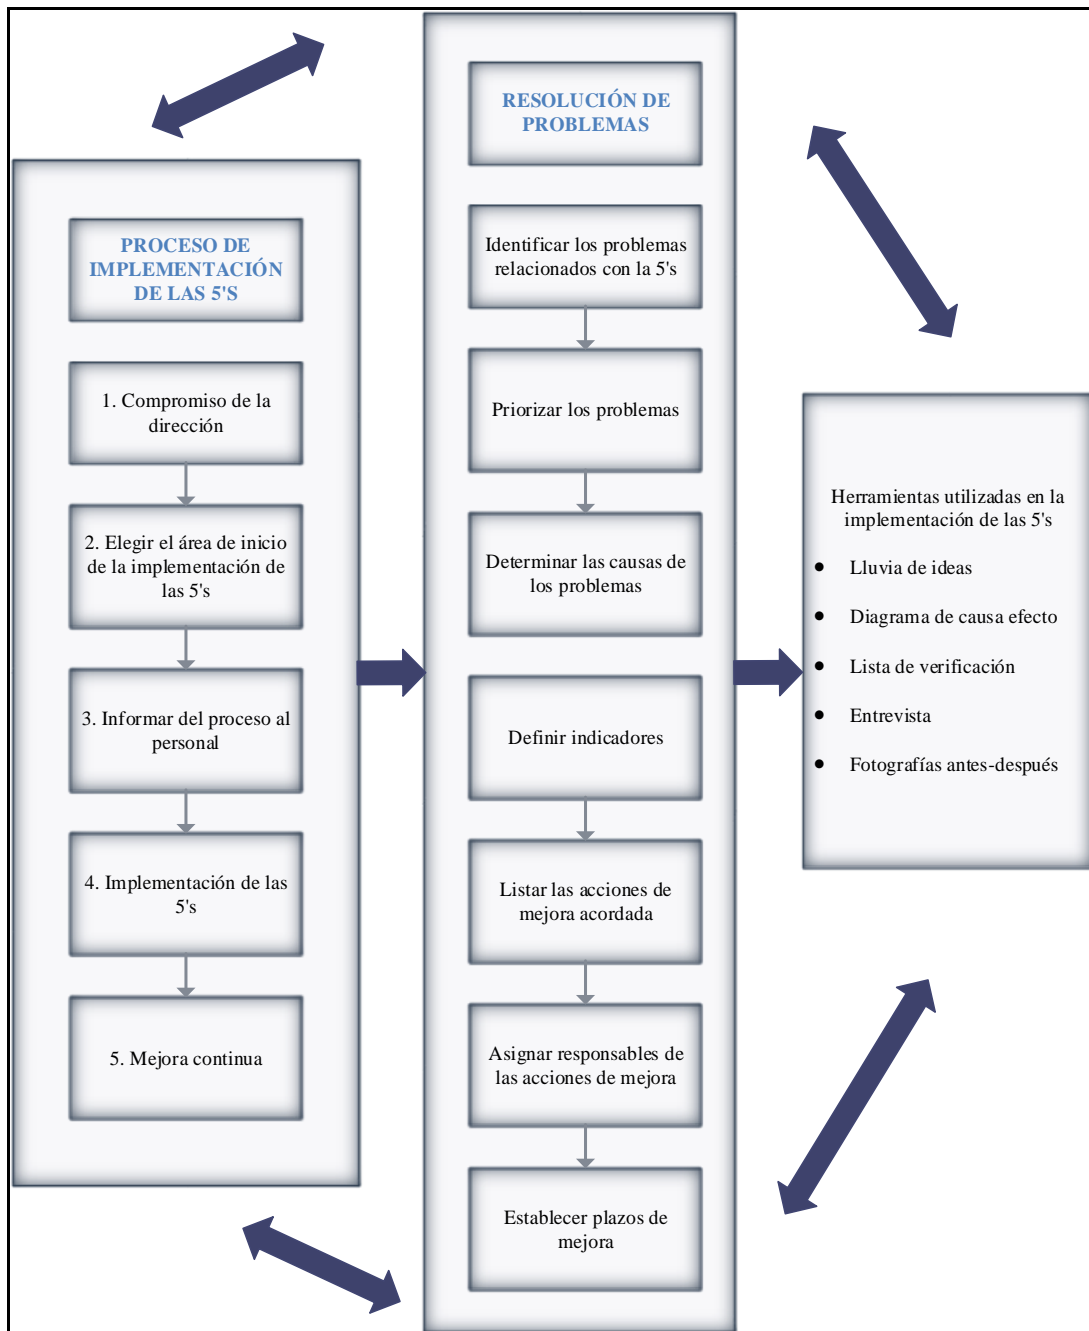 PROCESO DE
IMPLEMENTACIÓN
DE LAS 5'S
1. Compromiso de la
dirección
2. Elegir el área de inicio
de la implementación de
las 5's
3. Informar del proceso al
personal
4. Implementación de las
5's
5. Mejora continua
RESOLUCIÓN DE
PROBLEMAS
Identificar los problemas
relacionados con la 5's
Priorizar los problemas
Determinar las causas de
los problemas
Definir indicadores
Listar las acciones de
mejora acordada
Asignar responsables de
las acciones de mejora
Establecer plazos de
mejora
Herramientas utilizadas en la
implementación de las 5's
• Lluvia de ideas
• Diagrama de causa efecto
• Lista de verificación
• Entrevista
• Fotografías antes-después